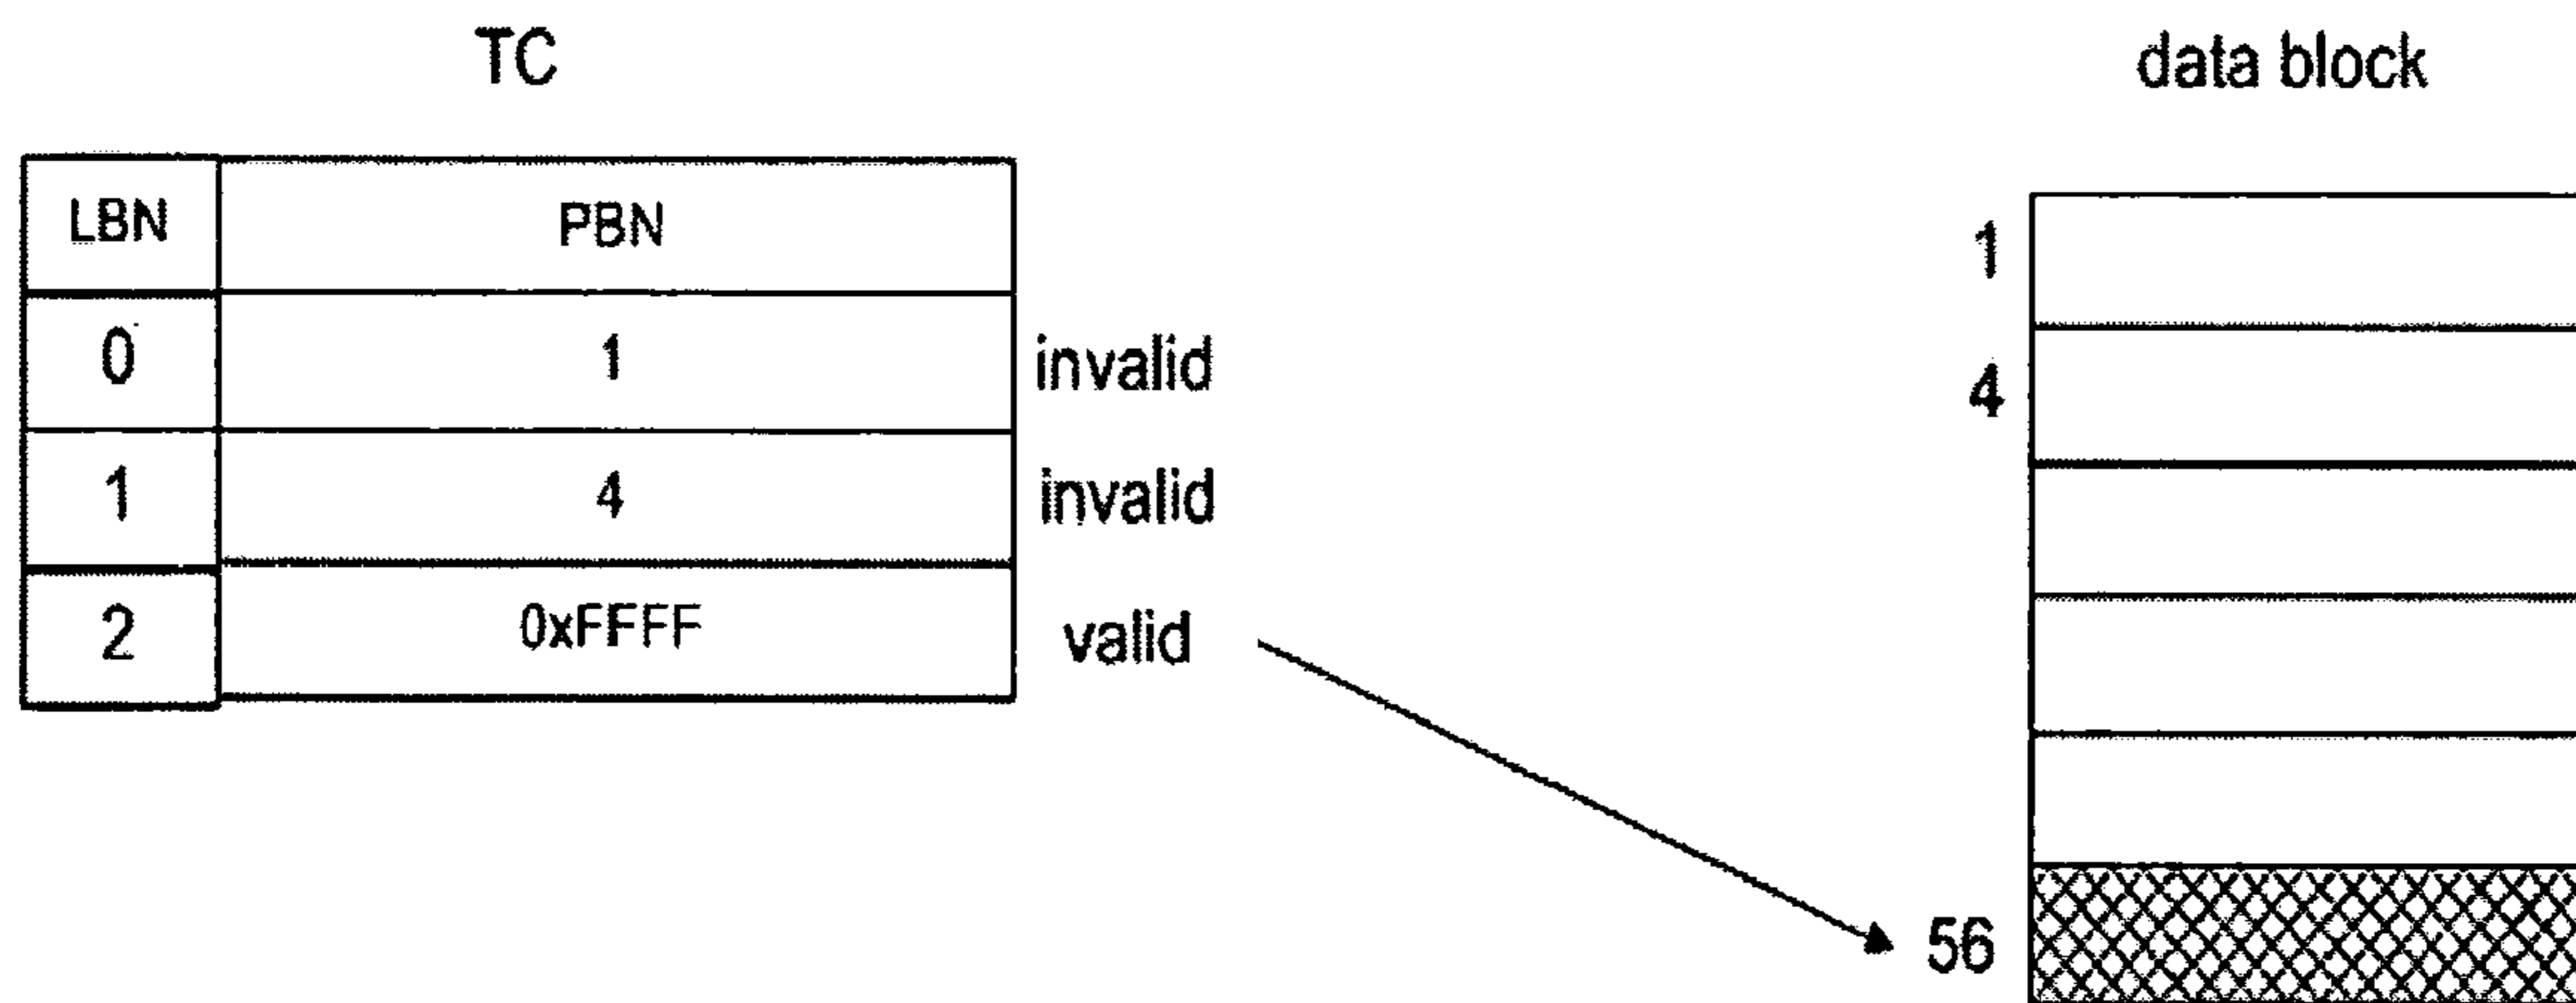 TC
data block
LBN PBN
0 1 invalid
1 4 invalid
2 0xFFFF valid
1
4
56